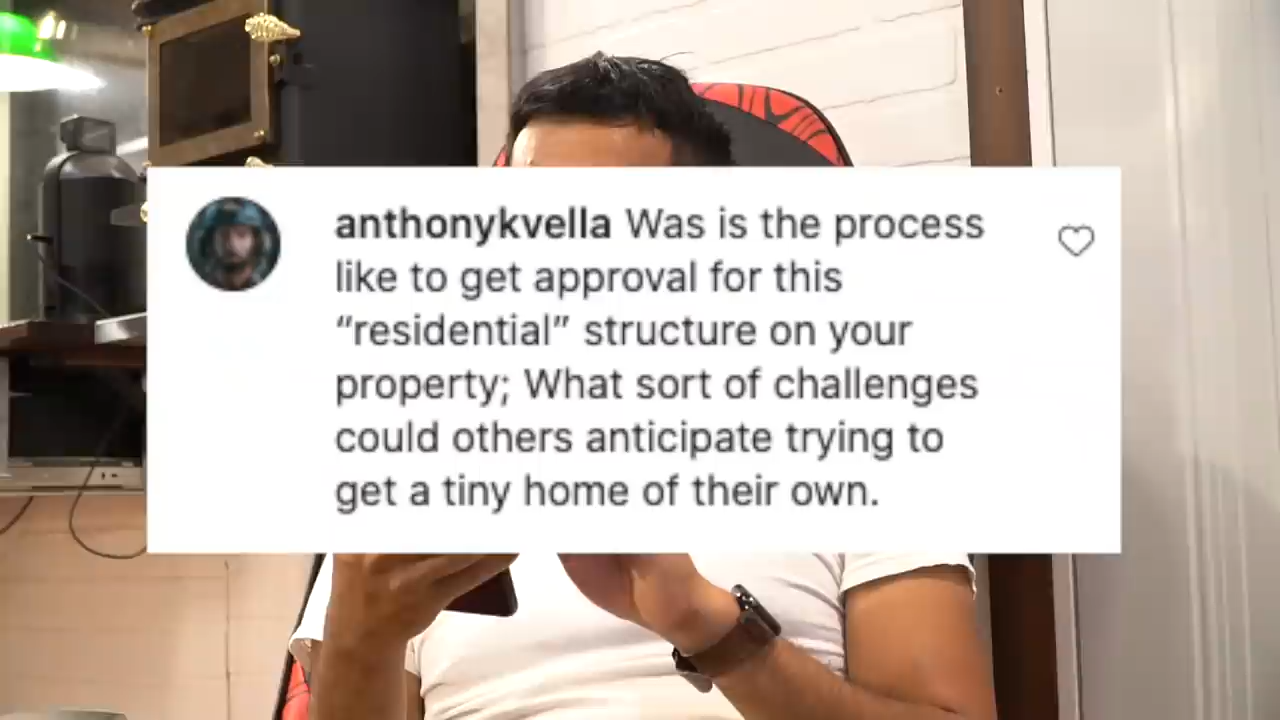 anthonykvella Was is the process
like to get approval for this
“residential” structure on your
property; What sort of challenges
could others anticipate trying to
get a tiny home of their own.